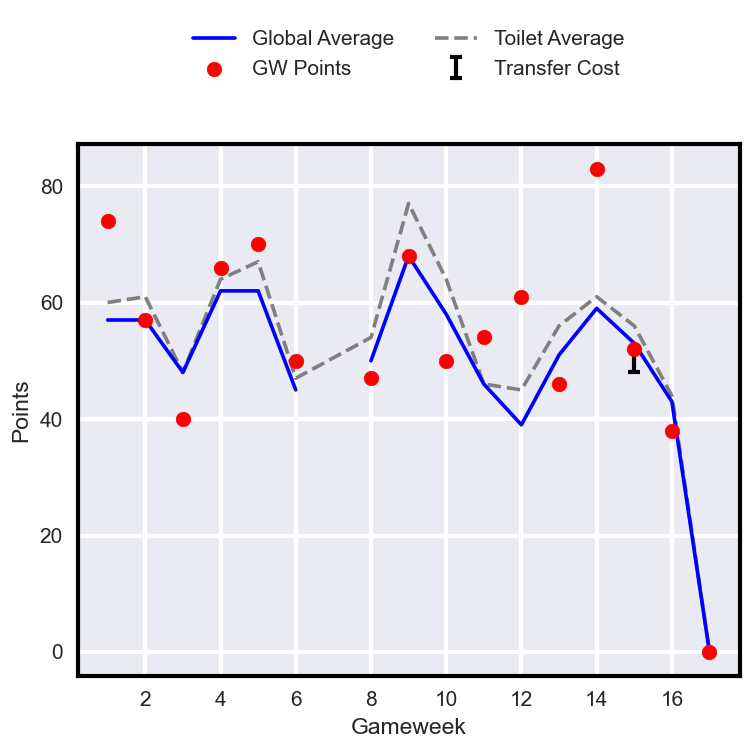 Global Average
Toilet Average
GW Points
Transfer Cost
80
60
40
20
0
Points
2 4 6 8 10 12 14 16
Gameweek